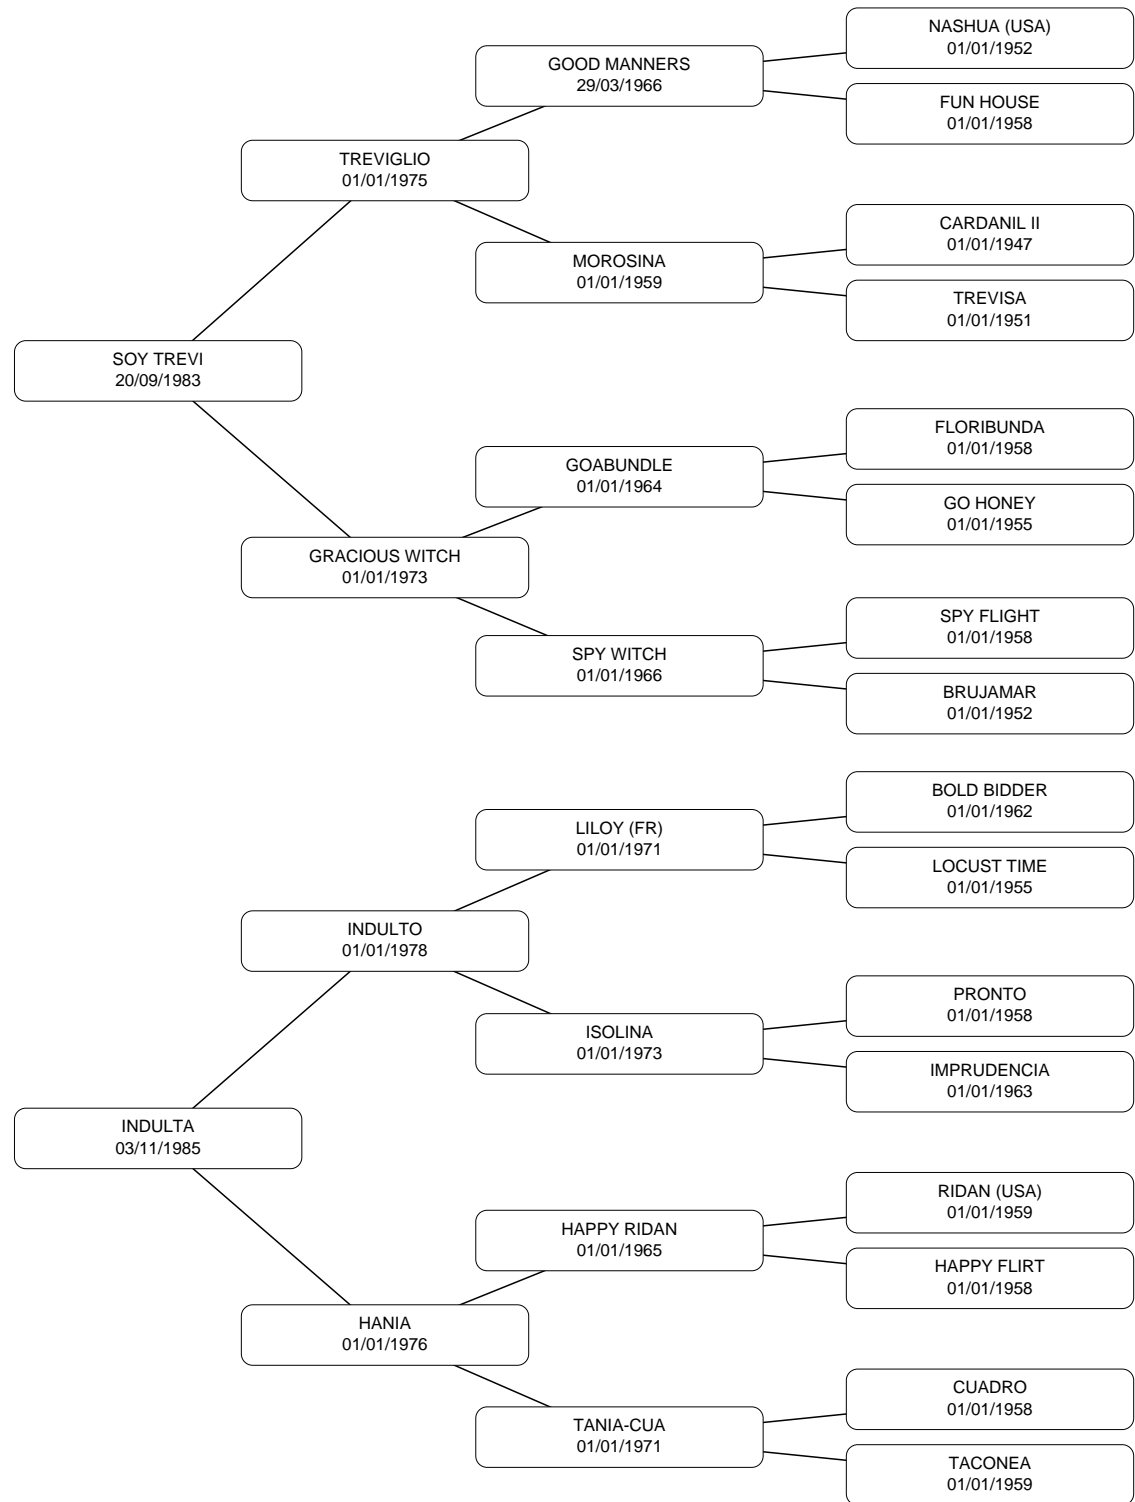 NASHUA (USA)
01/01/1952
GOOD MANNERS
29/03/1966
FUN HOUSE
01/01/1958
TREVIGLIO
01/01/1975
CARDANIL II
01/01/1947
MOROSINA
01/01/1959
TREVISA
01/01/1951
SOY TREVI
20/09/1983
FLORIBUNDA
01/01/1958
GOABUNDLE
01/01/1964
GO HONEY
01/01/1955
GRACIOUS WITCH
01/01/1973
SPY FLIGHT
01/01/1958
SPY WITCH
01/01/1966
BRUJAMAR
01/01/1952
BOLD BIDDER
01/01/1962
LILOY (FR)
01/01/1971
LOCUST TIME
01/01/1955
INDULTO
01/01/1978
PRONTO
01/01/1958
ISOLINA
01/01/1973
IMPRUDENCIA
01/01/1963
INDULTA
03/11/1985
RIDAN (USA)
01/01/1959
HAPPY RIDAN
01/01/1965
HAPPY FLIRT
01/01/1958
HANIA
01/01/1976
CUADRO
01/01/1958
TANIA-CUA
01/01/1971
TACONEA
01/01/1959